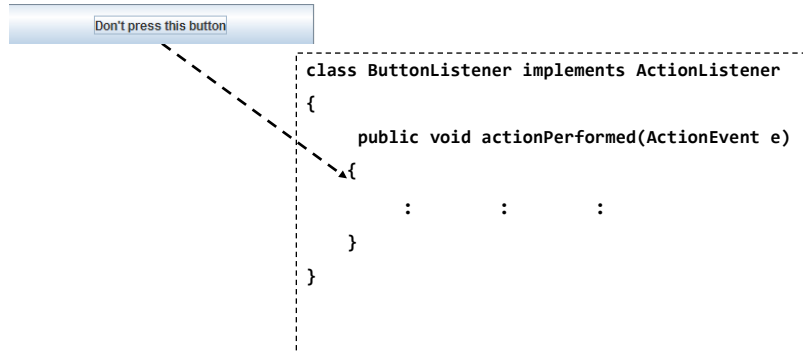 Don't press this button
class ButtonListener implements ActionListener
{
public void actionPerformed(ActionEvent e)
{
: : :
}
}